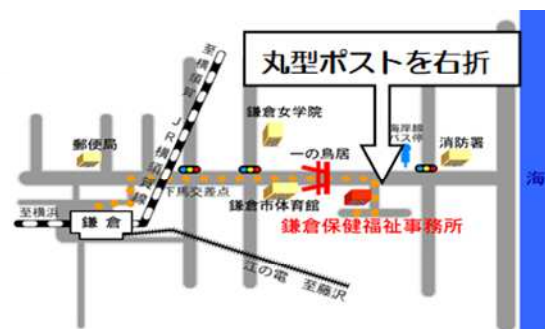 丸型ポストを右折
至横須賀
JR横須賀線
鎌倉女学院
郵便局
一の鳥居
海岸橋
バス停
消防署
海
下馬交差点
鎌倉市体育館
至横浜
鎌倉
鎌倉保健福祉事務所
江の電 至藤沢